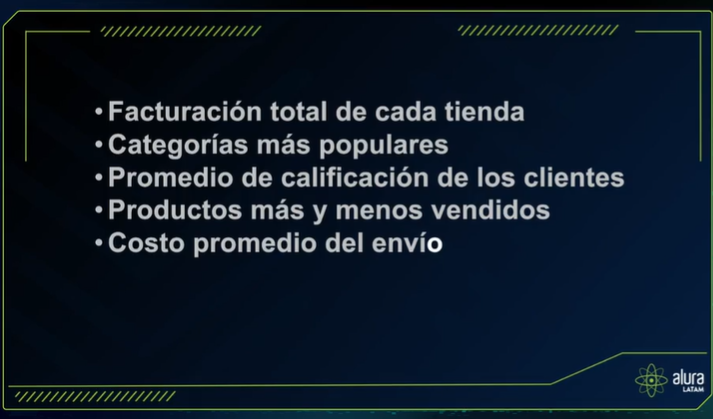 • Facturación total de cada tienda
• Categorías más populares
• Promedio de calificación de los clientes
• Productos más y menos vendidos
• Costo promedio del envío
alura
LATAM